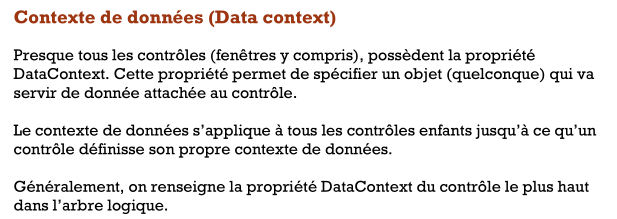 Contexte de données (Data context)
Presque tous les contrôles (fenêtres y compris), possèdent la propriété
DataContext. Cette propriété permet de spécifier un objet (quelconque) qui va
servir de donnée attachée au contrôle.
Le contexte de données s'applique à tous les contrôles enfants jusqu'à ce qu'un
contrôle définisse son propre contexte de données.
Généralement, on renseigne la propriété DataContext du contrôle le plus haut
dans l'arbre logique.